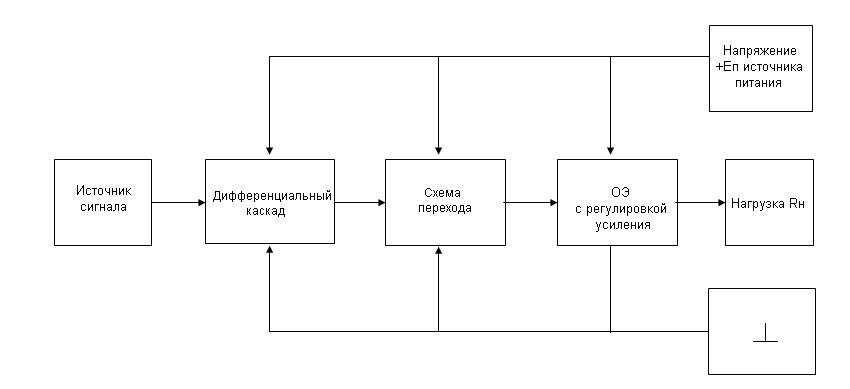 Напряжение
+Еп источника
питания
Источник
сигнала
Дифференциальный
каскад
Схема
перехода
ОЭ
с регулировкой
усиления
Нагрузка Rн